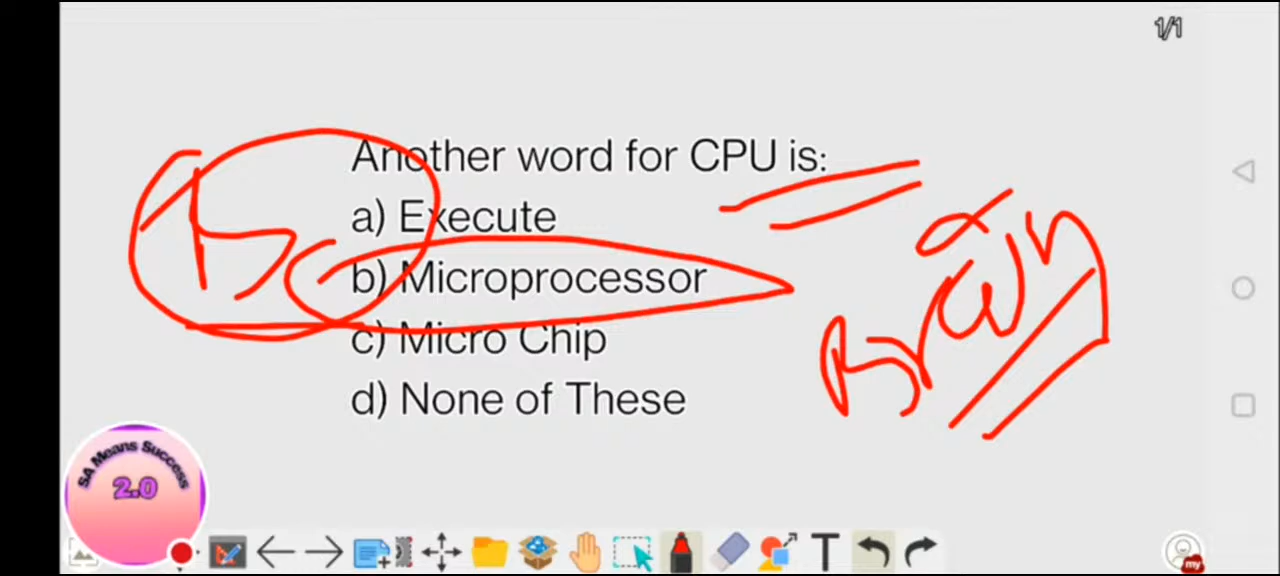 1/1
Another word for CPU is:
a) Execute
b) Microprocessor
c) Micro Chip
d) None of These
B
Brain
SA Means Success
2.0
T
my